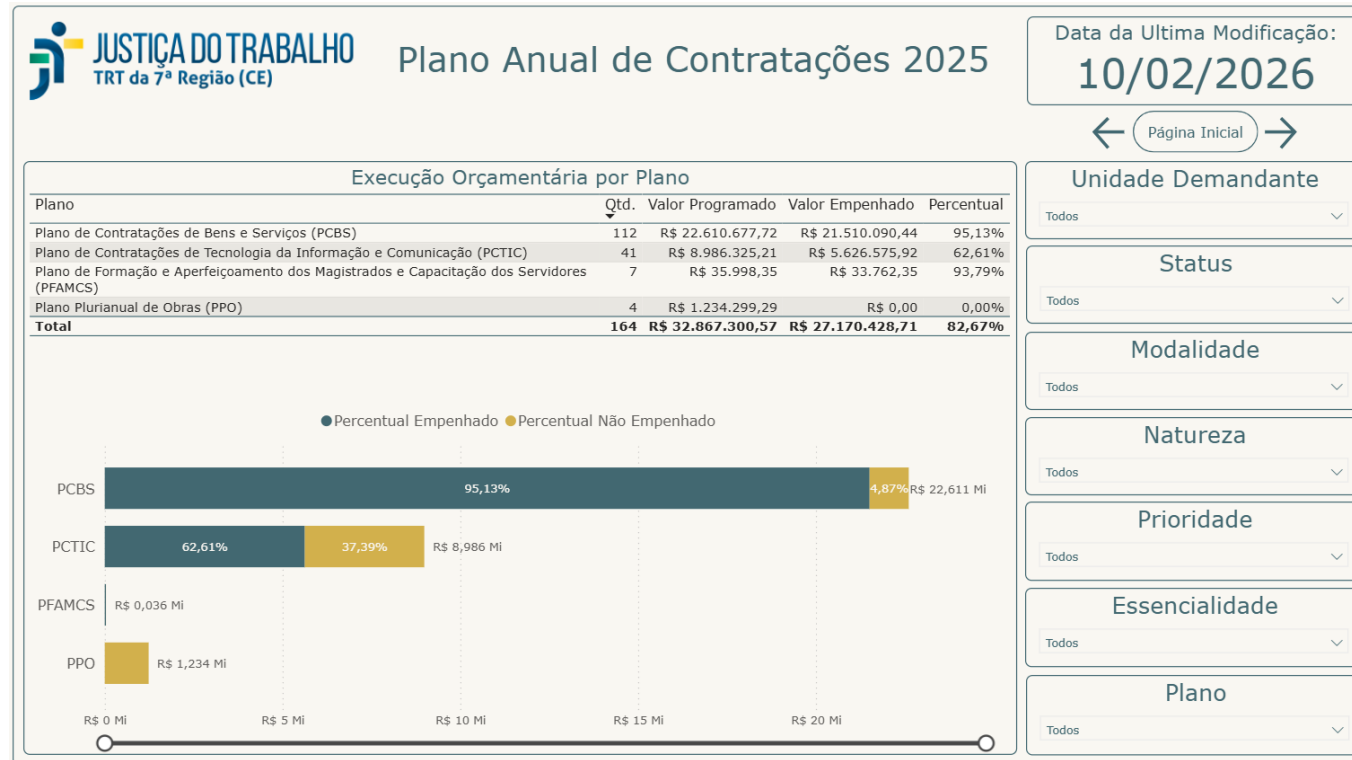 JUSTIÇA DO TRABALHO
TRT da 7ª Região (CE)
Plano Anual de Contratações 2025
Data da Ultima Modificação:
10/02/2026
Página Inicial
Execução Orçamentária por Plano
Plano Qtd. Valor Programado Valor Empenhado Percentual
Plano de Contratações de Bens e Serviços (PCBS) 112 R$ 22.610.677,72 R$ 21.510.090,44 95,13%
Plano de Contratações de Tecnologia da Informação e Comunicação (PCTIC) 41 R$ 8.986.325,21 R$ 5.626.575,92 62,61%
Plano de Formação e Aperfeiçoamento dos Magistrados e Capacitação dos Servidores 7 R$ 35.998,35 R$ 33.762,35 93,79%
(PFAMCS)
Plano Plurianual de Obras (PPO) 4 R$ 1.234.299,29 R$ 0,00 0,00%
Total 164 R$ 32.867.300,57 R$ 27.170.428,71 82,67%
Percentual Empenhado Percentual Não Empenhado
PCBS 95,13% 4,87% R$ 22,611 Mi
PCTIC 62,61% 37,39% R$ 8,986 Mi
PFAMCS R$ 0,036 Mi
PPO R$ 1,234 Mi
R$ 0 Mi R$ 5 Mi R$ 10 Mi R$ 15 Mi R$ 20 Mi
Unidade Demandante
Todos
Status
Todos
Modalidade
Todos
Natureza
Todos
Prioridade
Todos
Essencialidade
Todos
Plano
Todos